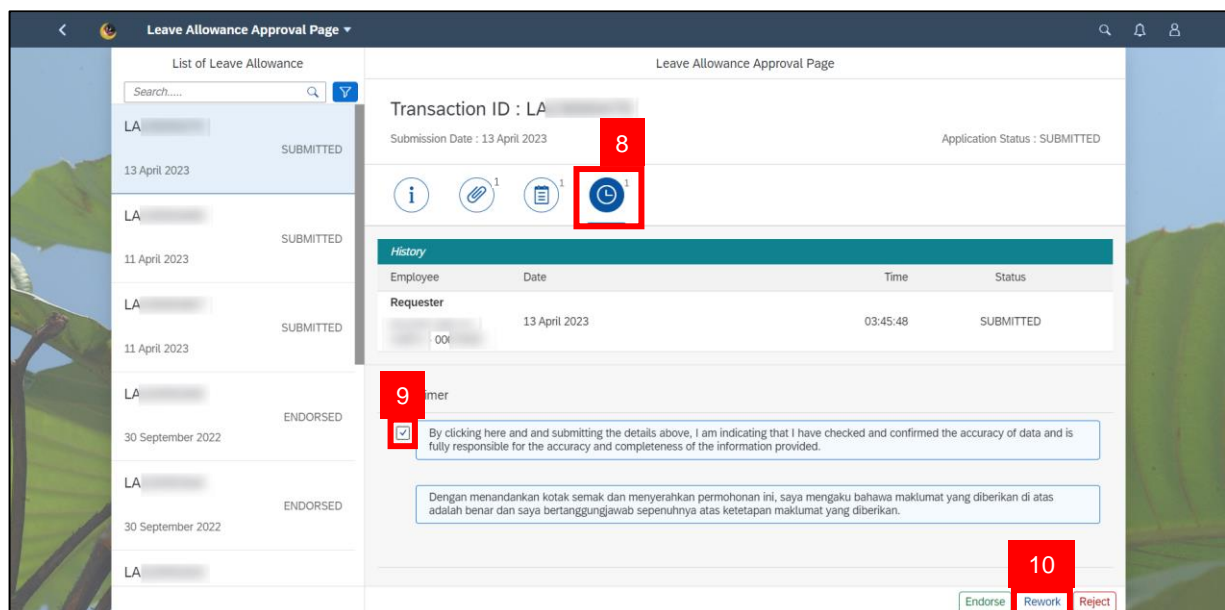 Leave Allowance Approval Page
List of Leave Allowance
Leave Allowance Approval Page
Search.....
LA
SUBMITTED
13 April 2023
LA
SUBMITTED
11 April 2023
LA
SUBMITTED
11 April 2023
LA
ENDORSED
30 September 2022
LA
ENDORSED
30 September 2022
LA
Transaction ID : LA
Submission Date : 13 April 2023
Application Status : SUBMITTED
8
i
1
1
1
History
Employee Date Time Status
Requester
13 April 2023 03:45:48 SUBMITTED
00
9
imer
By clicking here and and submitting the details above, I am indicating that I have checked and confirmed the accuracy of data and is
fully responsible for the accuracy and completeness of the information provided.
Dengan menandankan kotak semak dan menyerahkan permohonan ini, saya mengaku bahawa maklumat yang diberikan di atas
adalah benar dan saya bertanggungjawab sepenuhnya atas ketetapan maklumat yang diberikan.
10
Endorse Rework Reject